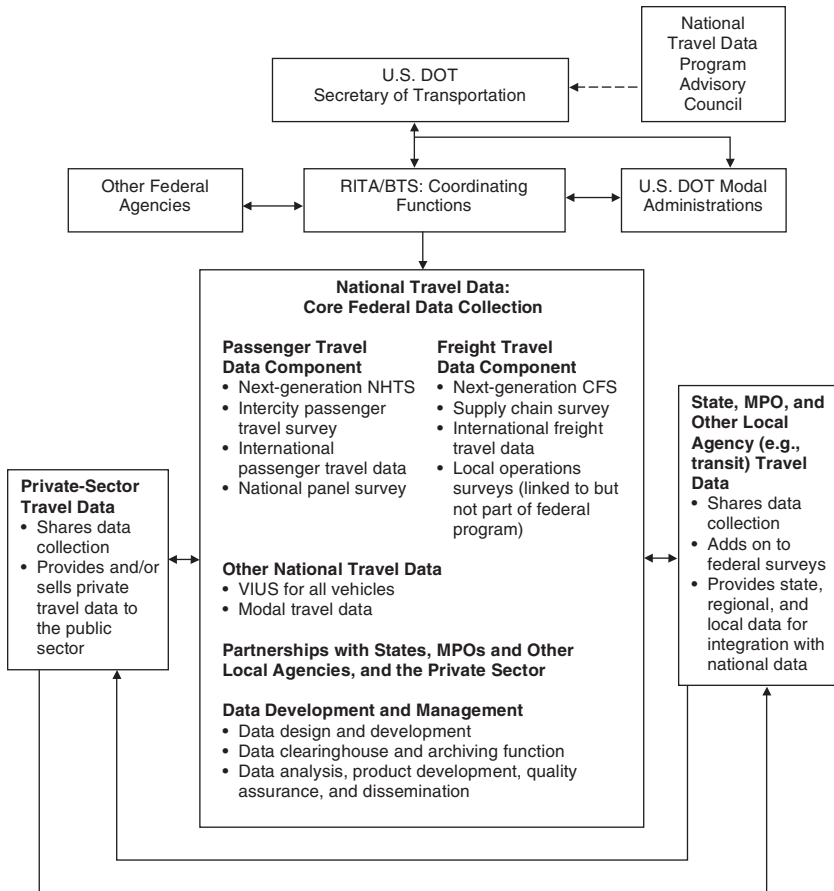 National
Travel Data
Program
Advisory
Council
U.S. DOT
Secretary of Transportation
Other Federal
Agencies
RITA/BTS: Coordinating
Functions
U.S. DOT Modal
Administrations
National Travel Data:
Core Federal Data Collection
Passenger Travel
Data Component
• Next-generation NHTS
• Intercity passenger
travel survey
• International
passenger travel data
• National panel survey
Freight Travel
Data Component
• Next-generation CFS
• Supply chain survey
• International freight
travel data
• Local operations
surveys (linked to but
not part of federal
program)
Other National Travel Data
• VIUS for all vehicles
• Modal travel data
Partnerships with States, MPOs and Other
Local Agencies, and the Private Sector
Data Development and Management
• Data design and development
• Data clearinghouse and archiving function
• Data analysis, product development, quality
assurance, and dissemination
Private-Sector
Travel Data
• Shares data
collection
• Provides and/or
sells private
travel data to
the public
sector
State, MPO, and
Other Local
Agency (e.g.,
transit) Travel
Data
• Shares data
collection
• Adds on to
federal surveys
• Provides state,
regional, and
local data for
integration with
national data